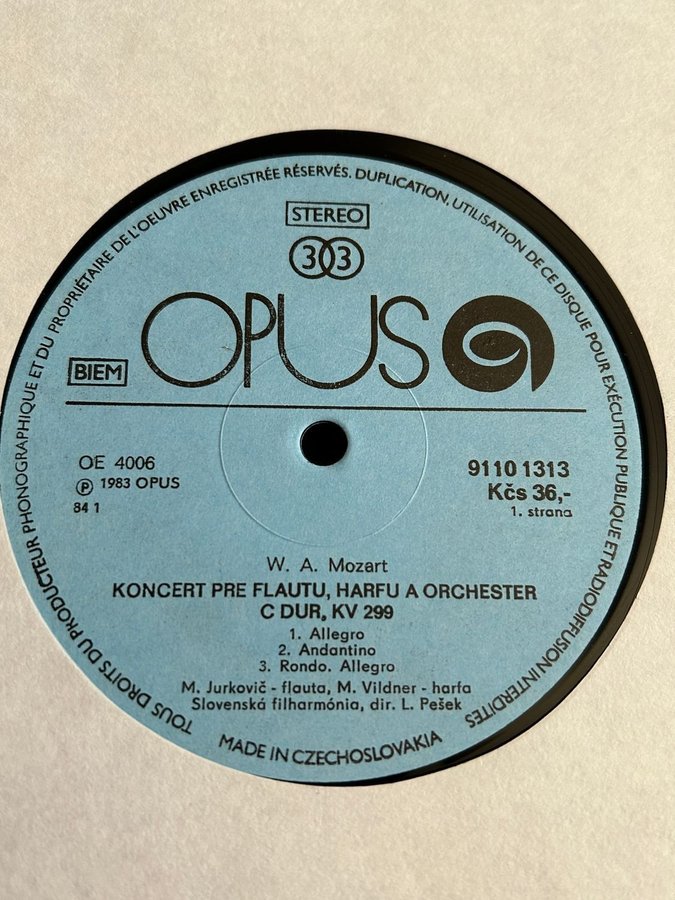 TOUS DROITS DU PRODUCTEUR PHONOGRAPHIQUE ET DU PROPRIÉTAIRE DE L'OEUVRE ENREGISTRÉE RÉSERVÉS. DUPLICATION, UTILISATION DE CE DISQUE POUR EXÉCUTION PUBLIQUE ET RADIODIFFUSION INTERDITES
STEREO
33
OPUS
BIEM
OE 4006
℗ 1983 OPUS
84 1
9110 1313
Kčs 36,-
1. strana
W. A. Mozart
KONCERT PRE FLAUTU, HARFU A ORCHESTER
C DUR, KV 299
1. Allegro
2. Andantino
3. Rondo. Allegro
M. Jurkovič - flauta, M. Vildner - harfa
Slovenská filharmónia, dir. L. Pešek
MADE IN CZECHOSLOVAKIA